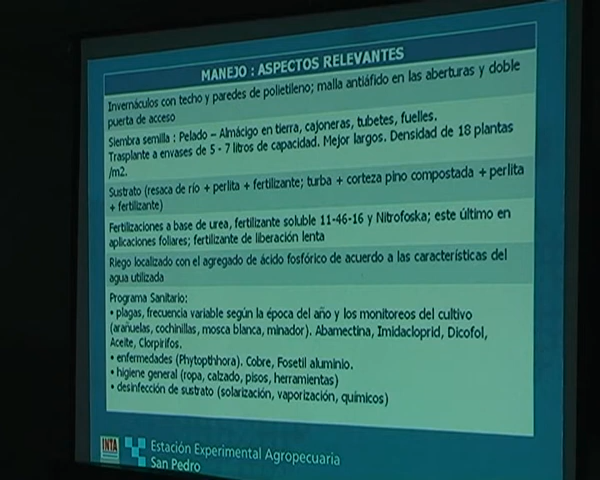 MANEJO : ASPECTOS RELEVANTES
Invernáculos con techo y paredes de polietileno; malla antiáfido en las aberturas y doble
puerta de acceso
Siembra semilla : Pelado – Almácigo en tierra, cajoneras, tubetes, fuelles.
Trasplante a envases de 5 - 7 litros de capacidad. Mejor largos. Densidad de 18 plantas
/m2.
Sustrato (resaca de río + perlita + fertilizante; turba + corteza pino compostada + perlita
+ fertilizante)
Fertilizaciones a base de urea, fertilizante soluble 11-46-16 y Nitrofoska; este último en
aplicaciones foliares; fertilizante de liberación lenta
Riego localizado con el agregado de ácido fosfórico de acuerdo a las características del
agua utilizada
Programa Sanitario:
• plagas, frecuencia variable según la época del año y los monitoreos del cultivo
(arañuelas, cochinillas, mosca blanca, minador). Abamectina, Imidacloprid, Dicofol,
Aceite, Clorpirifos.
• enfermedades (Phytopthhora). Cobre, Fosetil aluminio.
• higiene general (ropa, calzado, pisos, herramientas)
• desinfección de sustrato (solarización, vaporización, químicos)
INTA
Estación Experimental Agropecuaria
San Pedro